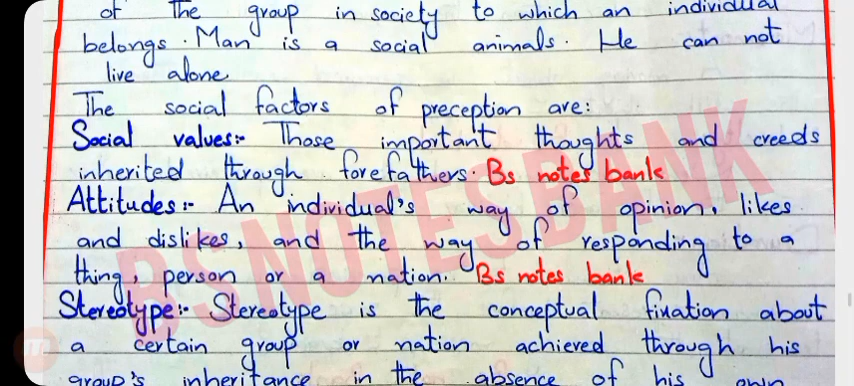 of the group in society to which an individual
belongs. Man is a social animals. He can not
live alone
The social factors of preception are:
Social values:- Those important thoughts and creeds
inherited through forefathers. Bs notes bank
Attitudes:- An individual's way of opinion, likes
and dislikes, and the way of responding to a
thing, person or a nation. Bs notes bank
Stereotype:- Stereotype is the conceptual fixation about
a certain group or nation achieved through his
group's inheritance in the absence of his own
BSNOTESBANK